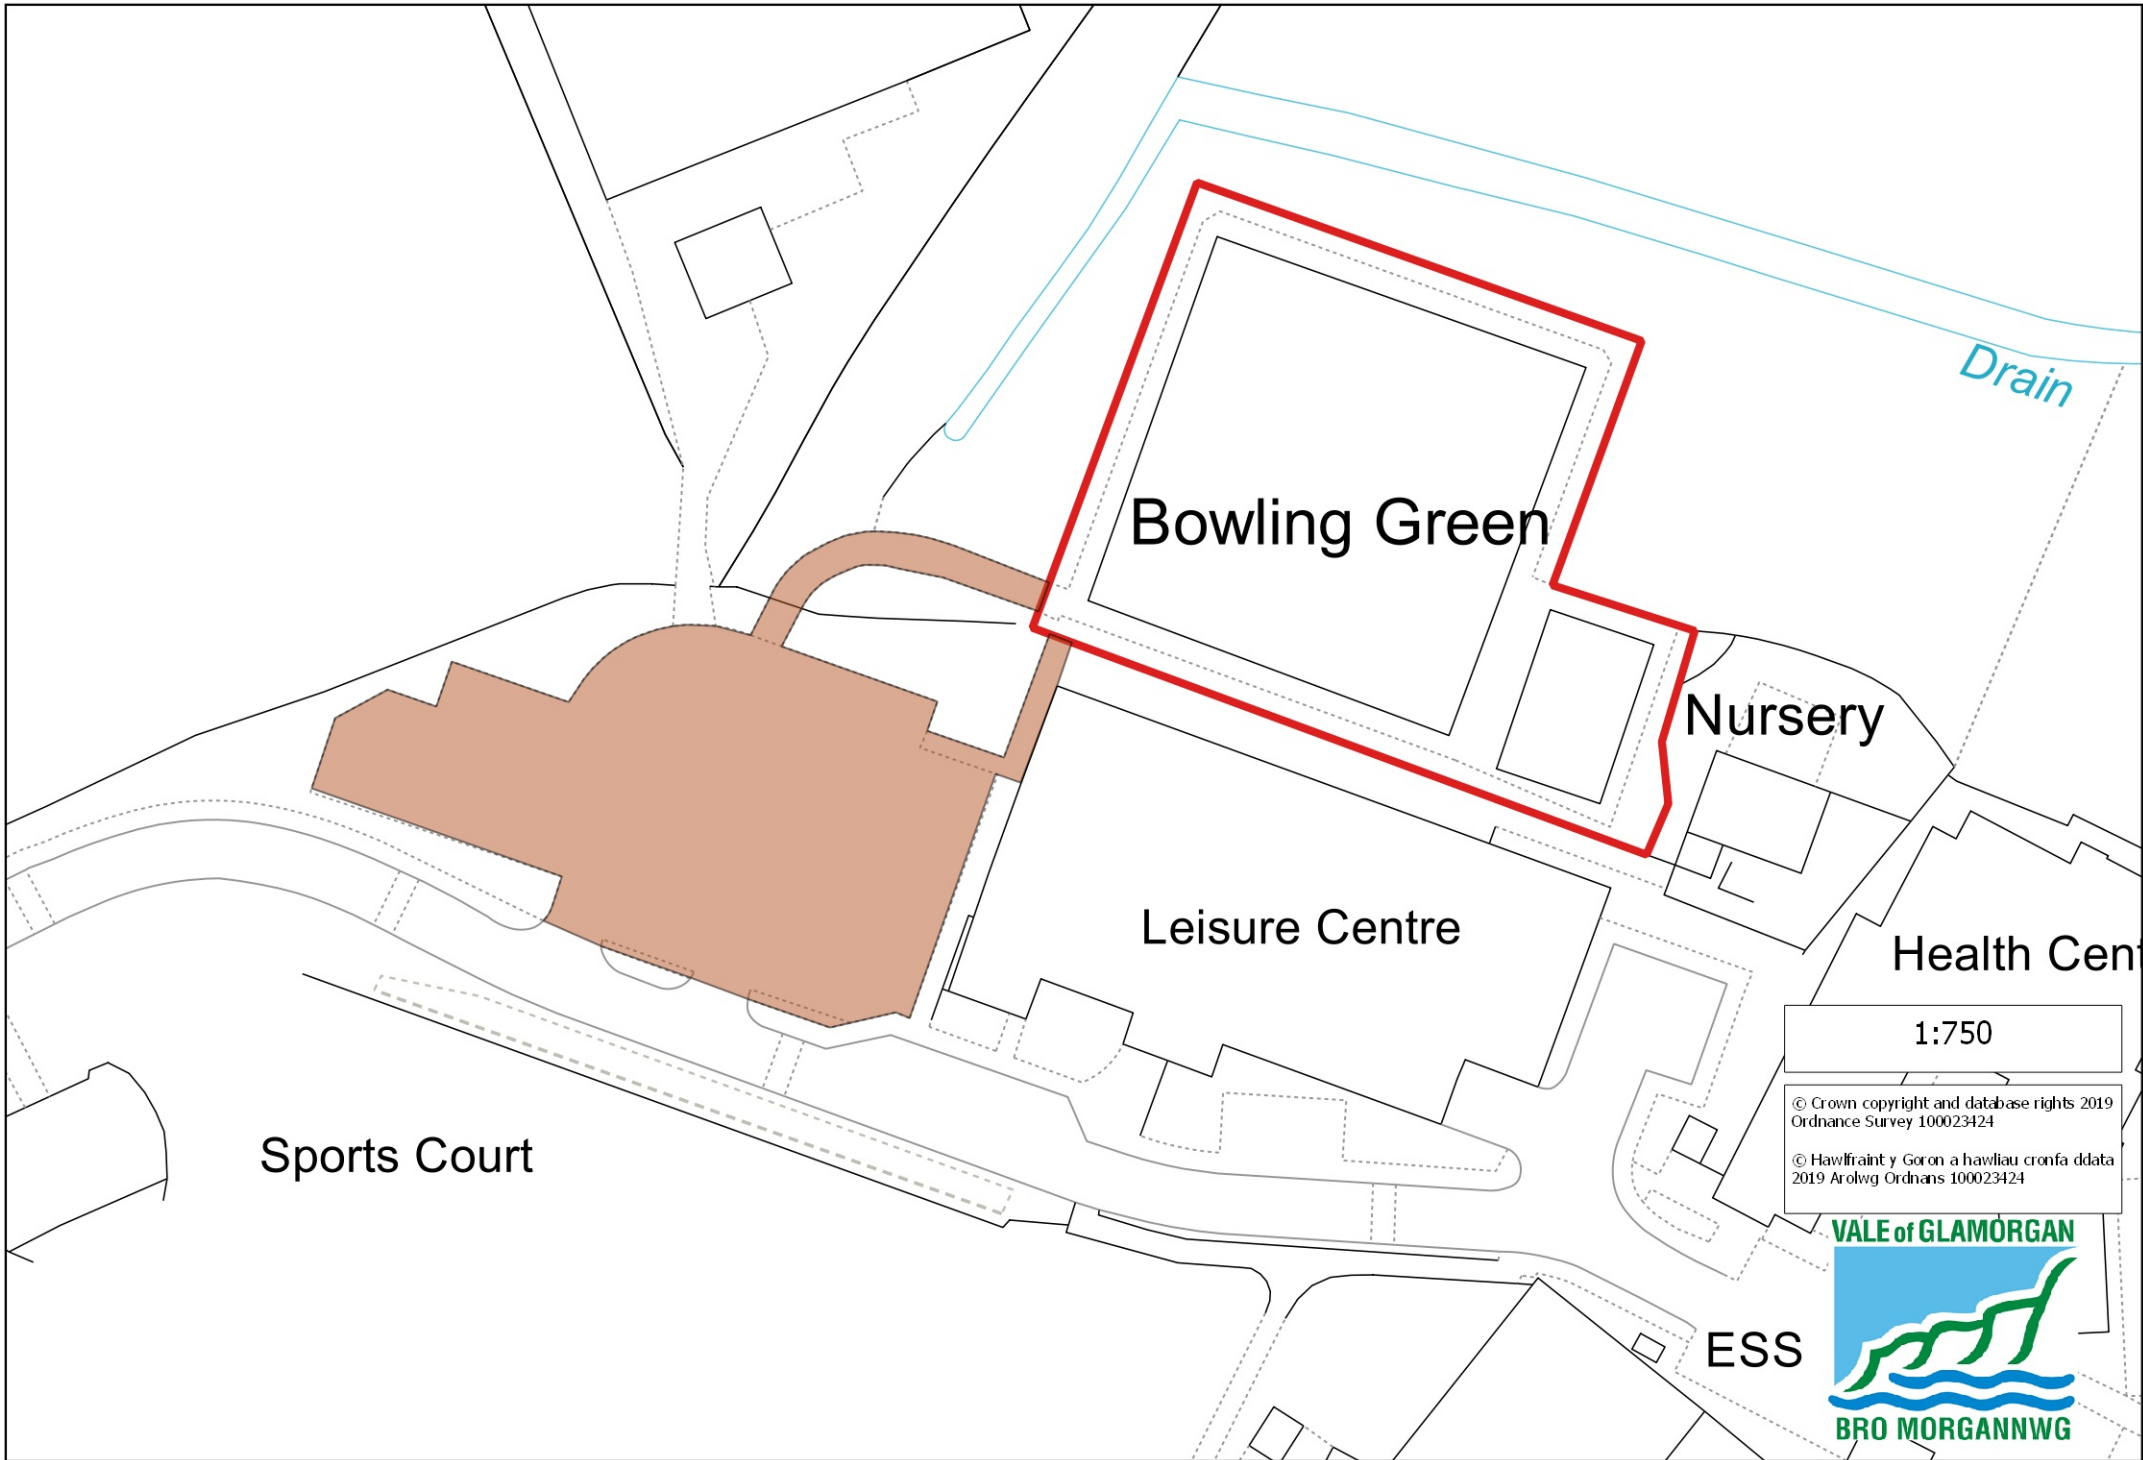 Drain
Bowling Green
Nursery
Leisure Centre
Health Cent
1:750
© Crown copyright and database rights 2019
Ordnance Survey 100023424
© Hawlfraint y Goron a hawliau cronfa ddata
2019 Arolwg Ordnans 100023424
Sports Court
VALE of GLAMORGAN
ESS
BRO MORGANNWG